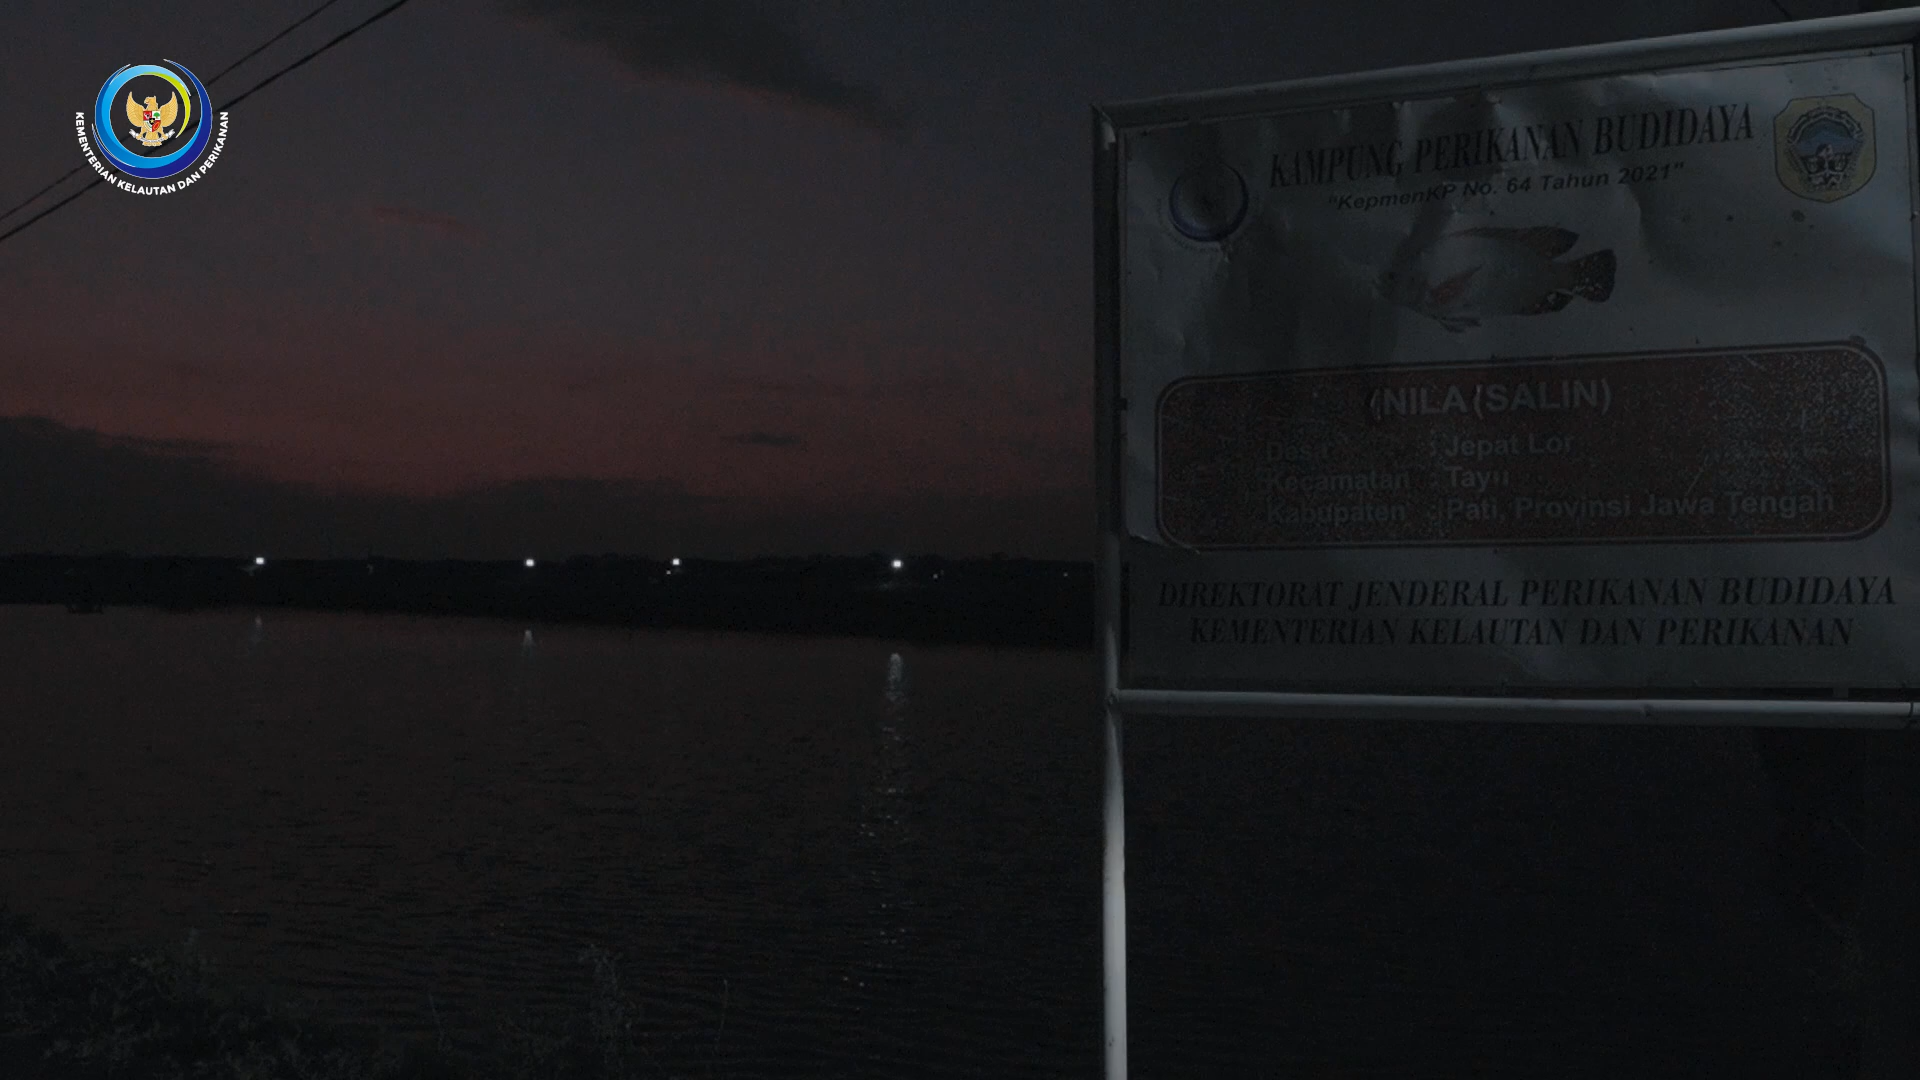 KEMENTERIAN KELAUTAN DAN PERIKANAN
KAMPUNG PERIKANAN BUDIDAYA
"KepmenKP No. 64 Tahun 2021"
(NILA (SALIN)
Desa : Jepat Lor
Kecamatan : Tayu
Kabupaten : Pati, Provinsi Jawa Tengah
DIREKTORAT JENDERAL PERIKANAN BUDIDAYA
KEMENTERIAN KELAUTAN DAN PERIKANAN